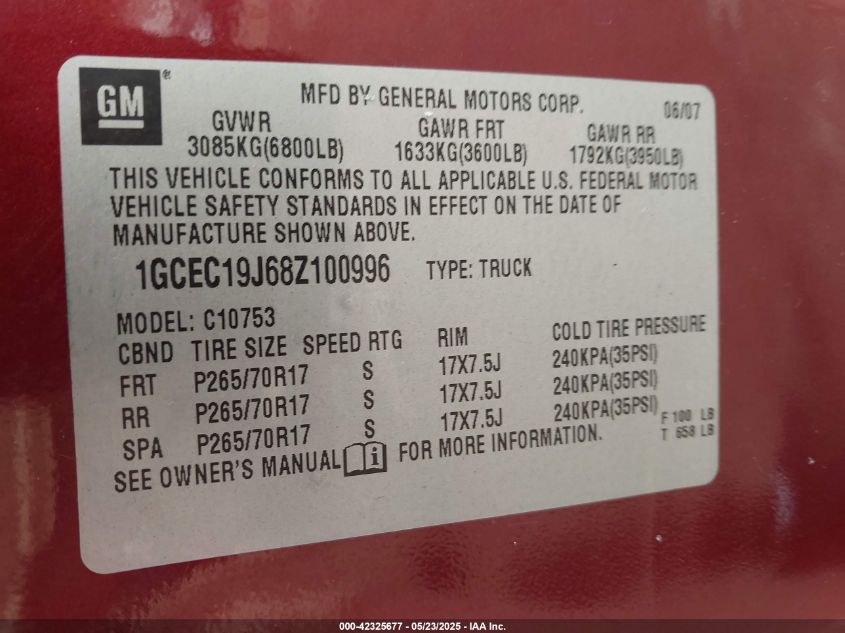 GM®
MFD BY GENERAL MOTORS CORP. 06/07
GVWR GAWR FRT GAWR RR
3085KG(6800LB) 1633KG(3600LB) 1792KG(3950LB)
THIS VEHICLE CONFORMS TO ALL APPLICABLE U.S. FEDERAL MOTOR
VEHICLE SAFETY STANDARDS IN EFFECT ON THE DATE OF
MANUFACTURE SHOWN ABOVE.
1GCEC19J68Z100996 TYPE: TRUCK
MODEL: C10753
CBND TIRE SIZE SPEED RTG RIM COLD TIRE PRESSURE
FRT P265/70R17 S 17X7.5J 240KPA(35PSI)
RR P265/70R17 S 17X7.5J 240KPA(35PSI)
SPA P265/70R17 S 17X7.5J 240KPA(35PSI)
F 100 LB
T 658 LB
SEE OWNER'S MANUAL i FOR MORE INFORMATION.
000-42325677 - 05/23/2025 - IAA Inc.